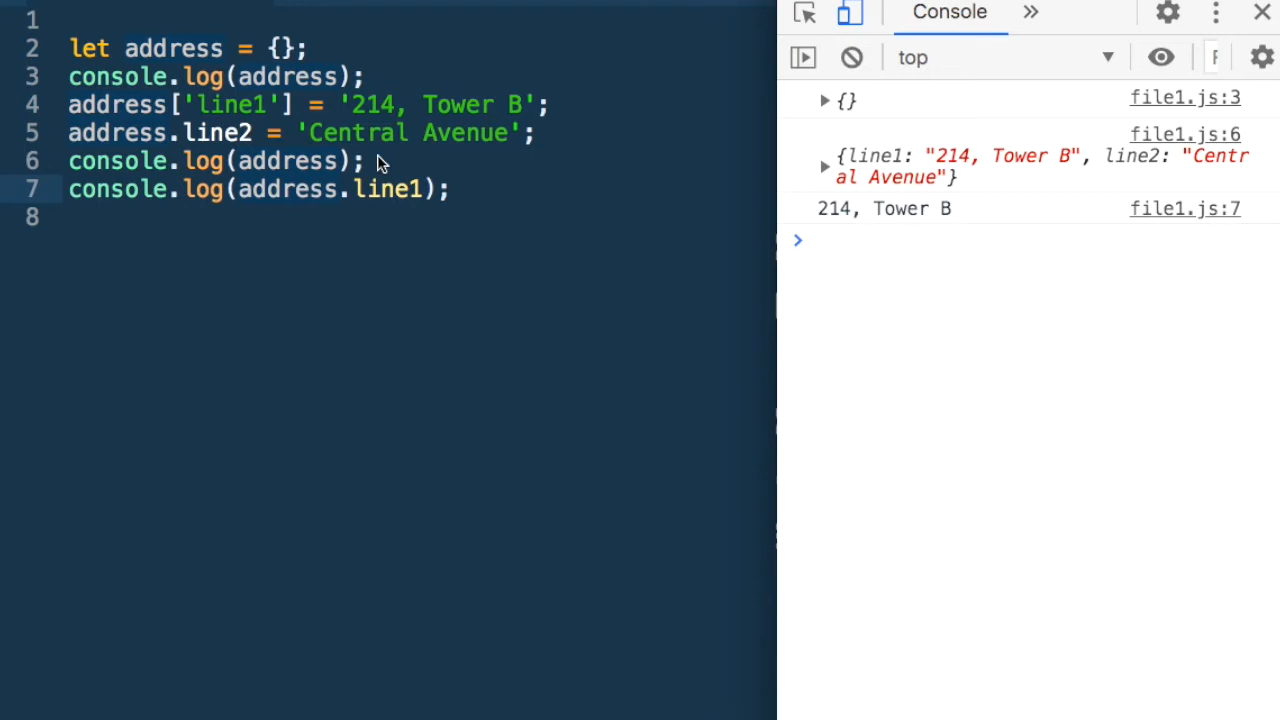 1
2 let address = {};
3 console.log(address);
4 address['line1'] = '214, Tower B';
5 address.line2 = 'Central Avenue';
6 console.log(address);
7 console.log(address.line1);
8
Console »
top
{} file1.js:3
file1.js:6
{line1: "214, Tower B", line2: "Centr
al Avenue"}
214, Tower B file1.js:7